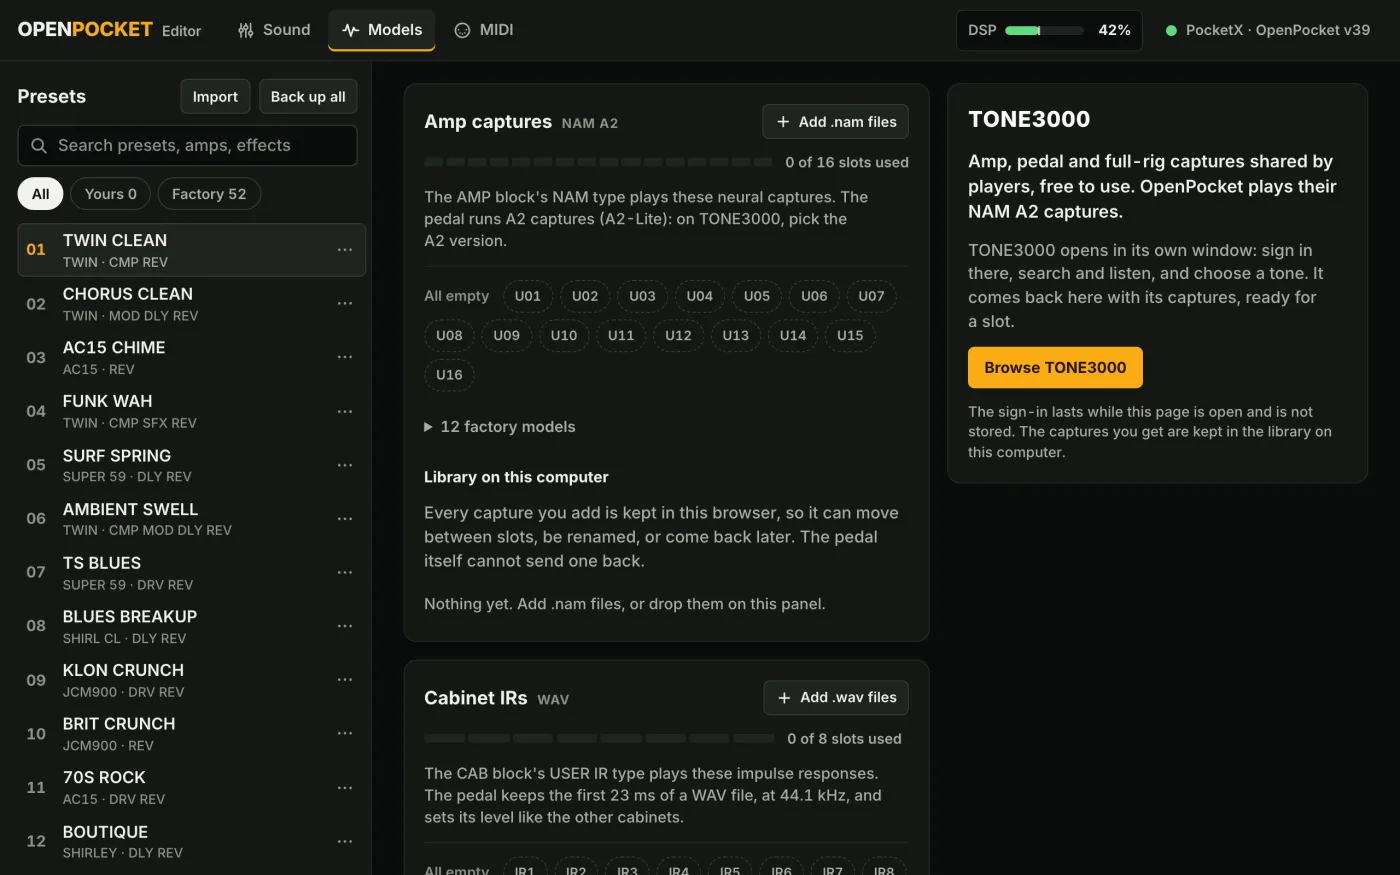 OPENPOCKET Editor
Sound
Models
MIDI
DSP 42%
PocketX · OpenPocket v39
Presets
Import
Back up all
Search presets, amps, effects
All
Yours 0
Factory 52
01 TWIN CLEAN
TWIN · CMP REV
02 CHORUS CLEAN
TWIN · MOD DLY REV
03 AC15 CHIME
AC15 · REV
04 FUNK WAH
TWIN · CMP SFX REV
05 SURF SPRING
SUPER 59 · DLY REV
06 AMBIENT SWELL
TWIN · CMP MOD DLY REV
07 TS BLUES
SUPER 59 · DRV REV
08 BLUES BREAKUP
SHIRL CL · DLY REV
09 KLON CRUNCH
JCM900 · DRV REV
10 BRIT CRUNCH
JCM900 · REV
11 70S ROCK
AC15 · DRV REV
12 BOUTIQUE
SHIRLEY · DLY REV
Amp captures NAM A2
+ Add .nam files
0 of 16 slots used
The AMP block's NAM type plays these neural captures. The
pedal runs A2 captures (A2-Lite): on TONE3000, pick the
A2 version.
All empty U01 U02 U03 U04 U05 U06 U07
U08 U09 U10 U11 U12 U13 U14 U15
U16
12 factory models
Library on this computer
Every capture you add is kept in this browser, so it can move
between slots, be renamed, or come back later. The pedal
itself cannot send one back.
Nothing yet. Add .nam files, or drop them on this panel.
Cabinet IRs WAV
+ Add .wav files
0 of 8 slots used
The CAB block's USER IR type plays these impulse responses.
The pedal keeps the first 23 ms of a WAV file, at 44.1 kHz, and
sets its level like the other cabinets.
All empty IR1 IR2 IR3 IR4 IR5 IR6 IR7 IR8
TONE3000
Amp, pedal and full-rig captures shared by
players, free to use. OpenPocket plays their
NAM A2 captures.
TONE3000 opens in its own window: sign in
there, search and listen, and choose a tone. It
comes back here with its captures, ready for
a slot.
Browse TONE3000
The sign-in lasts while this page is open and is not
stored. The captures you get are kept in the library on
this computer.